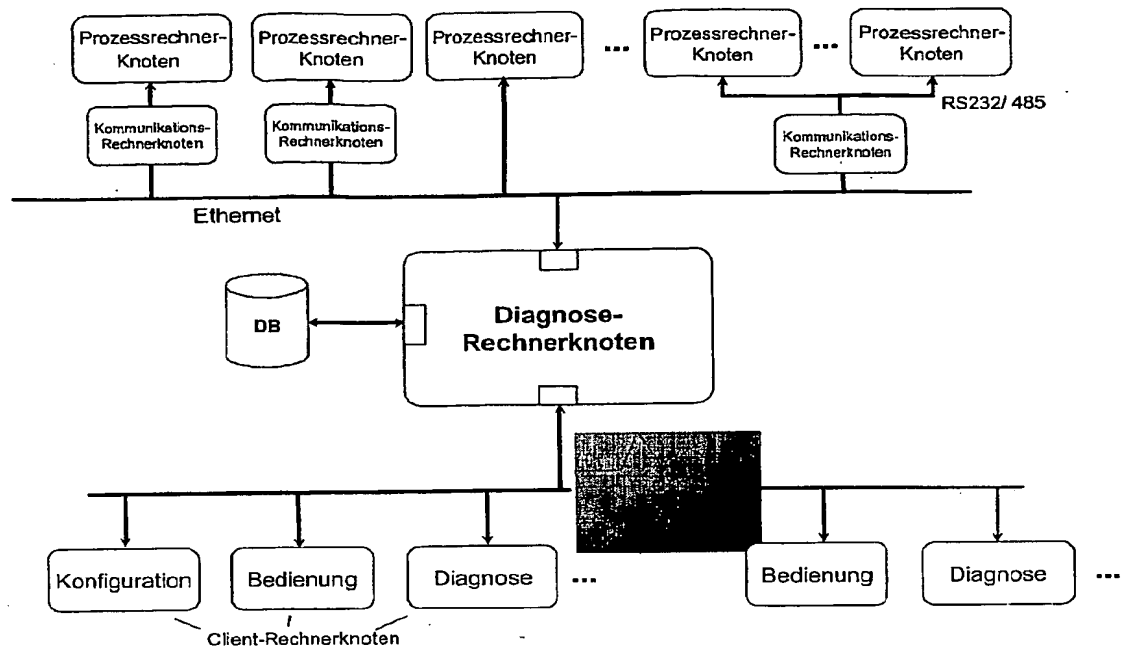 Prozessrechner-
Knoten
Prozessrechner-
Knoten
Prozessrechner-
Knoten
...
Prozessrechner-
Knoten
...
Prozessrechner-
Knoten
RS232/ 485
Kommunikations-
Rechnerknoten
Kommunikations-
Rechnerknoten
Kommunikations-
Rechnerknoten
Ethernet
DB
Diagnose-
Rechnerknoten
Konfiguration
Bedienung
Diagnose
...
Bedienung
Diagnose
...
Client-Rechnerknoten